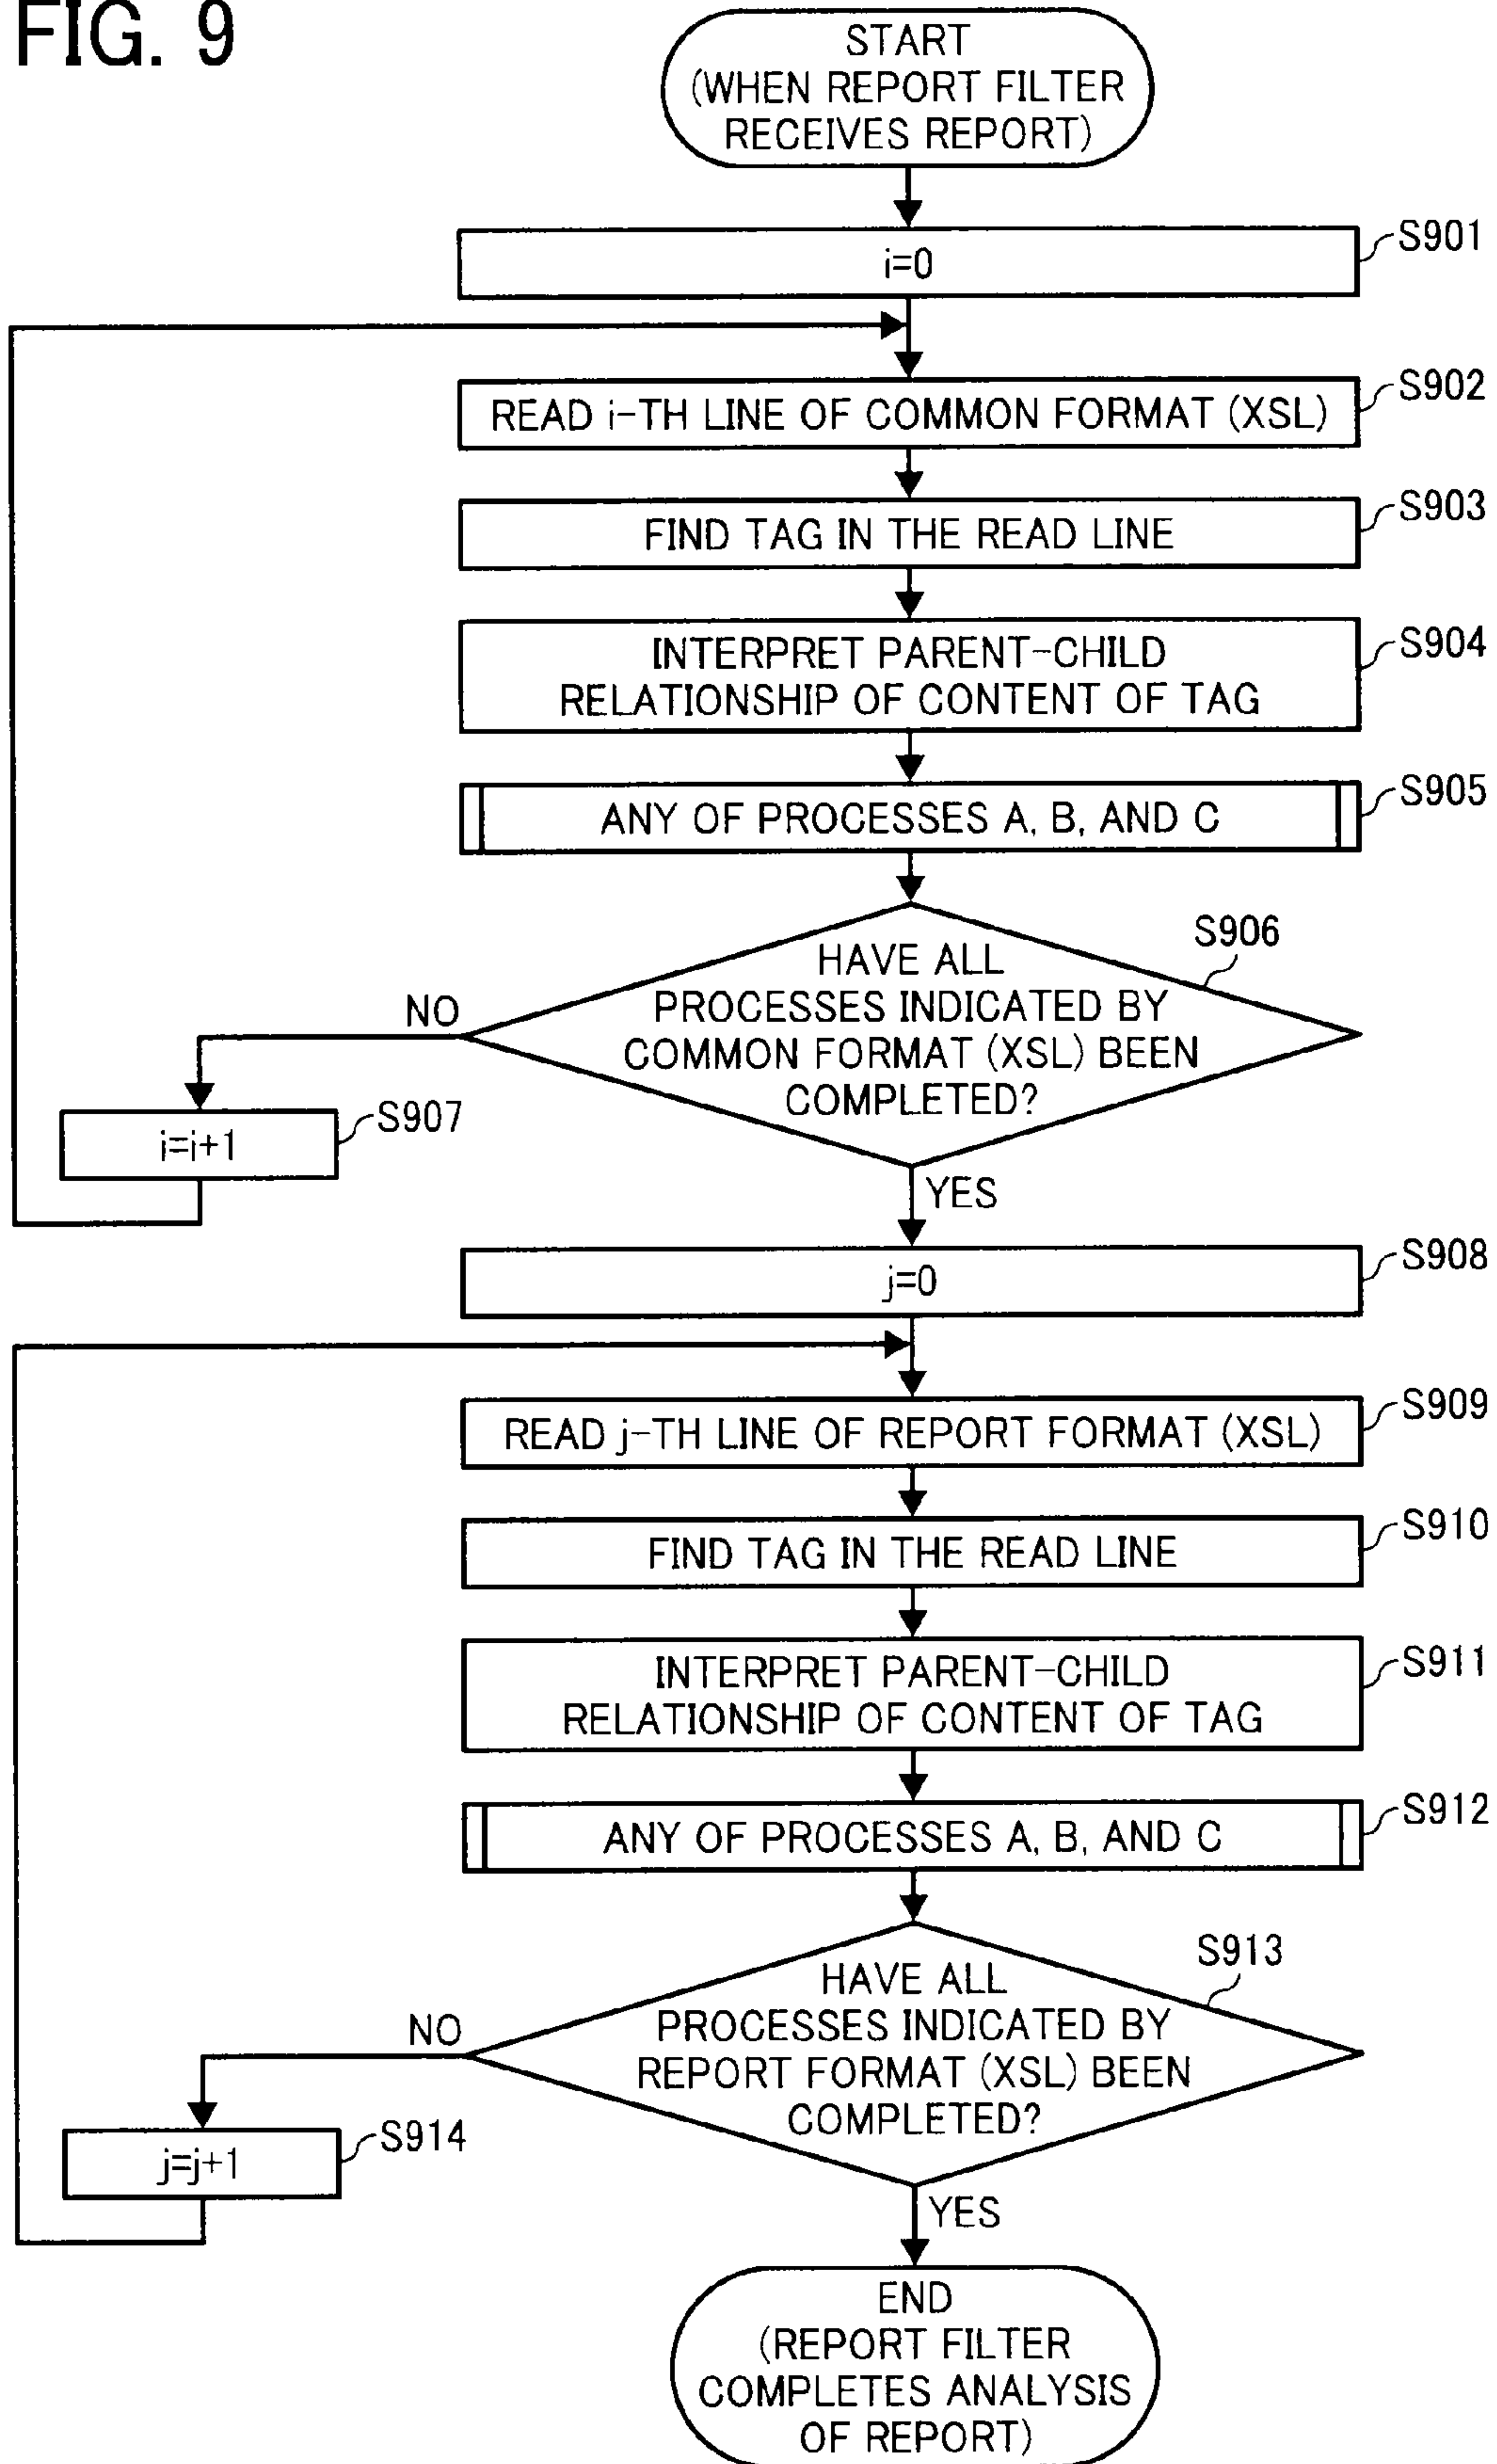 FIG. 9
START
(WHEN REPORT FILTER
RECEIVES REPORT)
i=0
S901
READ i-TH LINE OF COMMON FORMAT (XSL)
S902
FIND TAG IN THE READ LINE
S903
INTERPRET PARENT-CHILD
RELATIONSHIP OF CONTENT OF TAG
S904
ANY OF PROCESSES A, B, AND C
S905
S906
HAVE ALL
PROCESSES INDICATED BY
COMMON FORMAT (XSL) BEEN
COMPLETED?
NO
i=i+1
S907
YES
j=0
S908
READ j-TH LINE OF REPORT FORMAT (XSL)
S909
FIND TAG IN THE READ LINE
S910
INTERPRET PARENT-CHILD
RELATIONSHIP OF CONTENT OF TAG
S911
ANY OF PROCESSES A, B, AND C
S912
S913
HAVE ALL
PROCESSES INDICATED BY
REPORT FORMAT (XSL) BEEN
COMPLETED?
NO
j=j+1
S914
YES
END
(REPORT FILTER
COMPLETES ANALYSIS
OF REPORT)